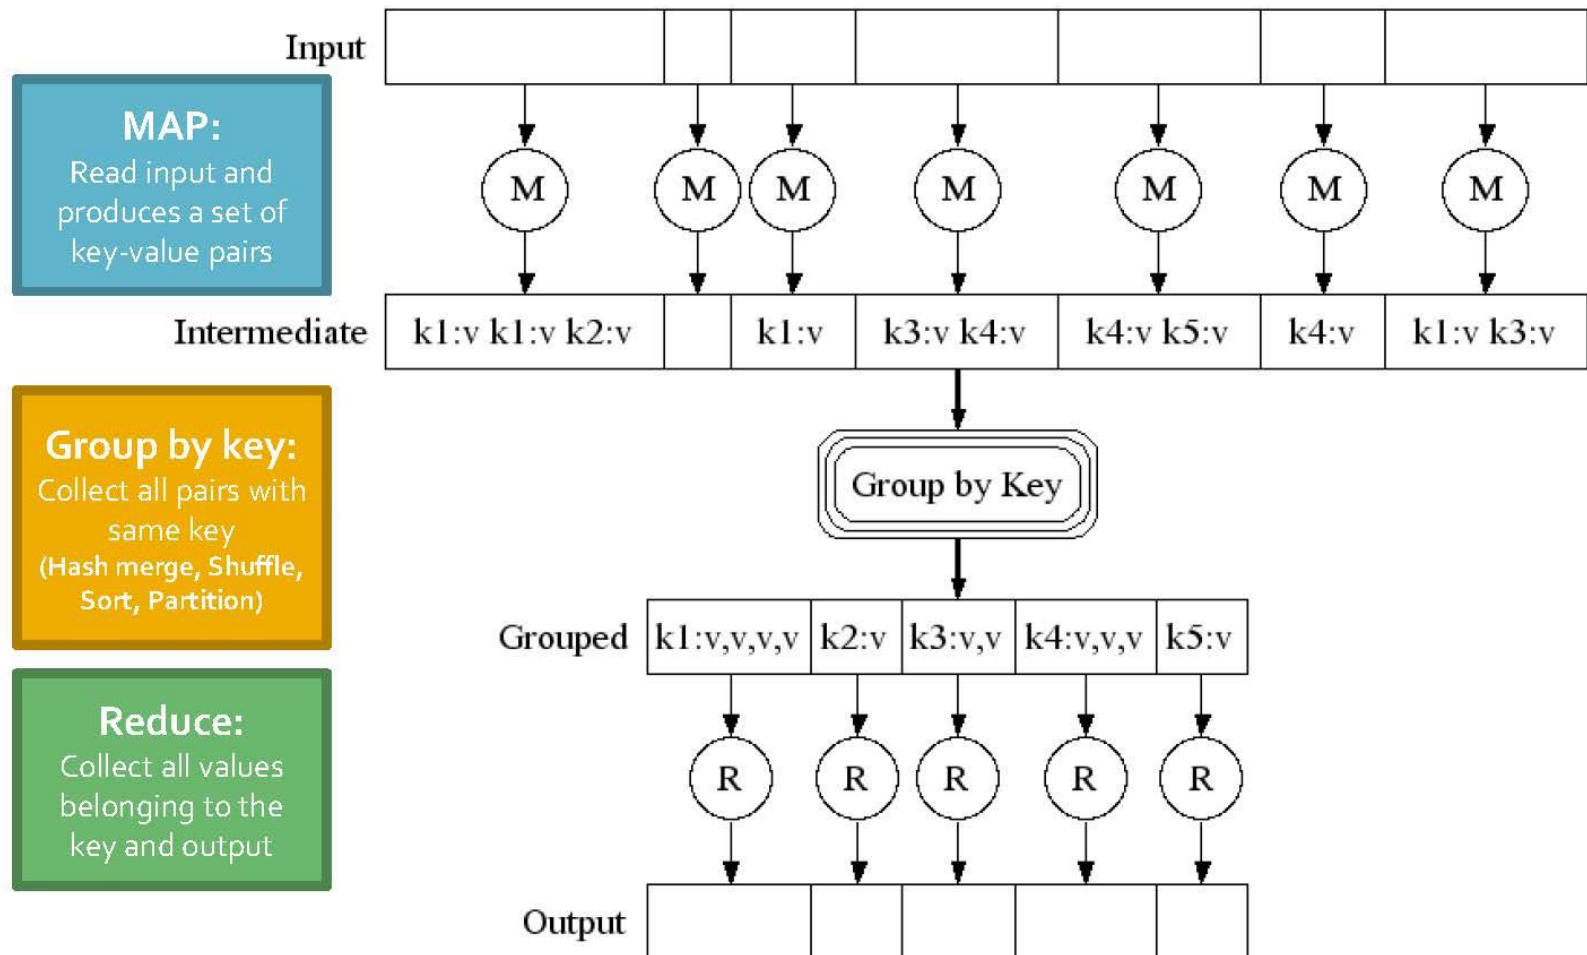 Input
MAP:
Read input and
produces a set of
key-value pairs
M M M M M M M
Intermediate k1:v k1:v k2:v k1:v k3:v k4:v k4:v k5:v k4:v k1:v k3:v
Group by key:
Collect all pairs with
same key
(Hash merge, Shuffle,
Sort, Partition)
Group by Key
Grouped k1:v,v,v,v k2:v k3:v,v k4:v,v,v k5:v
Reduce:
Collect all values
belonging to the
key and output
R R R R R
Output